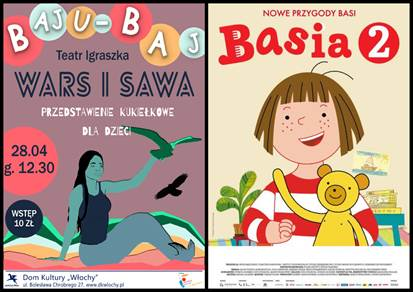 BAJU-BAJ
Teatr Igraszka
WARS I SAWA
PRZEDSTAWIENIE KUKIEŁKOWE
DLA DZIECI
28.04
g. 12.30
WSTĘP
10 ZŁ
Dom Kultury „Włochy”
ul. Bolesława Chrobrego 27, www.dkwlochy.pl
NOWE PRZYGODY BASI
Basia 2